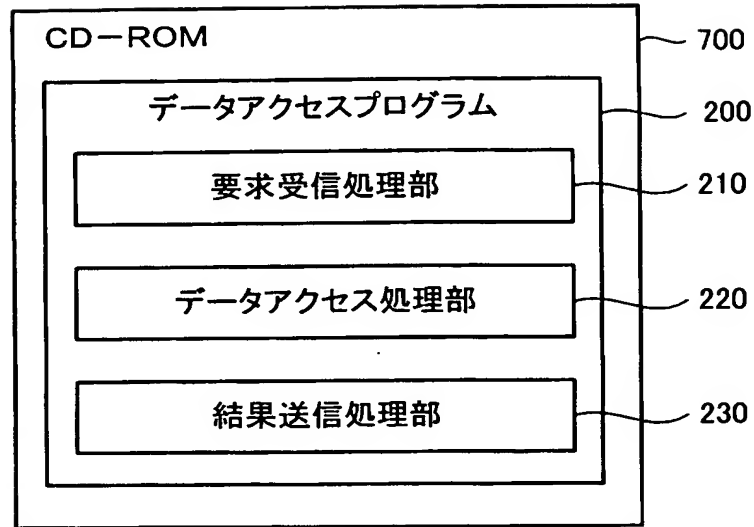 CD-ROM
700
データアクセスプログラム
200
要求受信処理部
210
データアクセス処理部
220
結果送信処理部
230